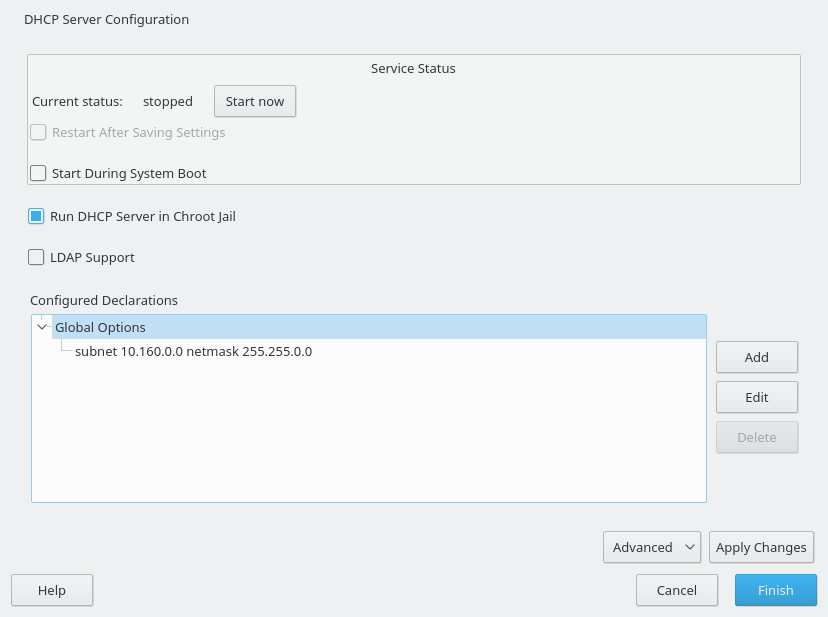 DHCP Server Configuration
Service Status
Current status: stopped Start now
Restart After Saving Settings
Start During System Boot
Run DHCP Server in Chroot Jail
LDAP Support
Configured Declarations
Global Options
subnet 10.160.0.0 netmask 255.255.0.0
Add
Edit
Delete
Advanced Apply Changes
Help Cancel Finish